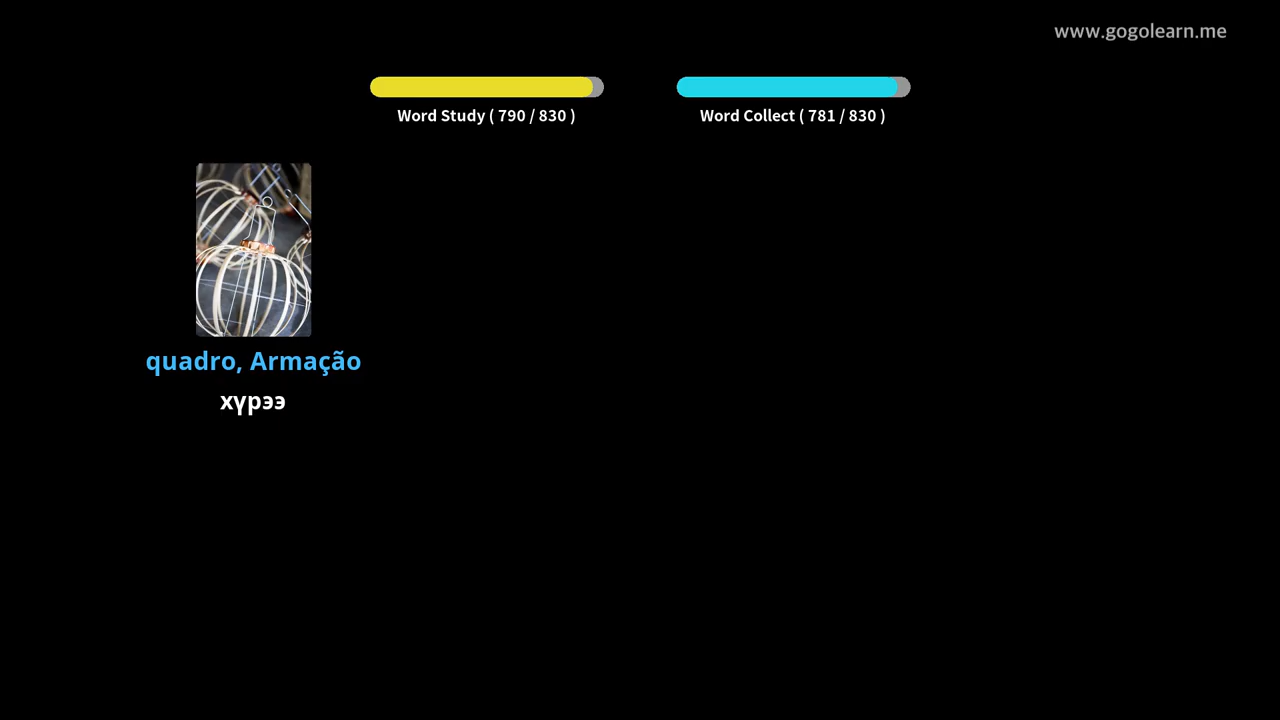 www.gogolearn.me
Word Study ( 790 / 830 )
Word Collect ( 781 / 830 )
quadro, Armação
хүрээ